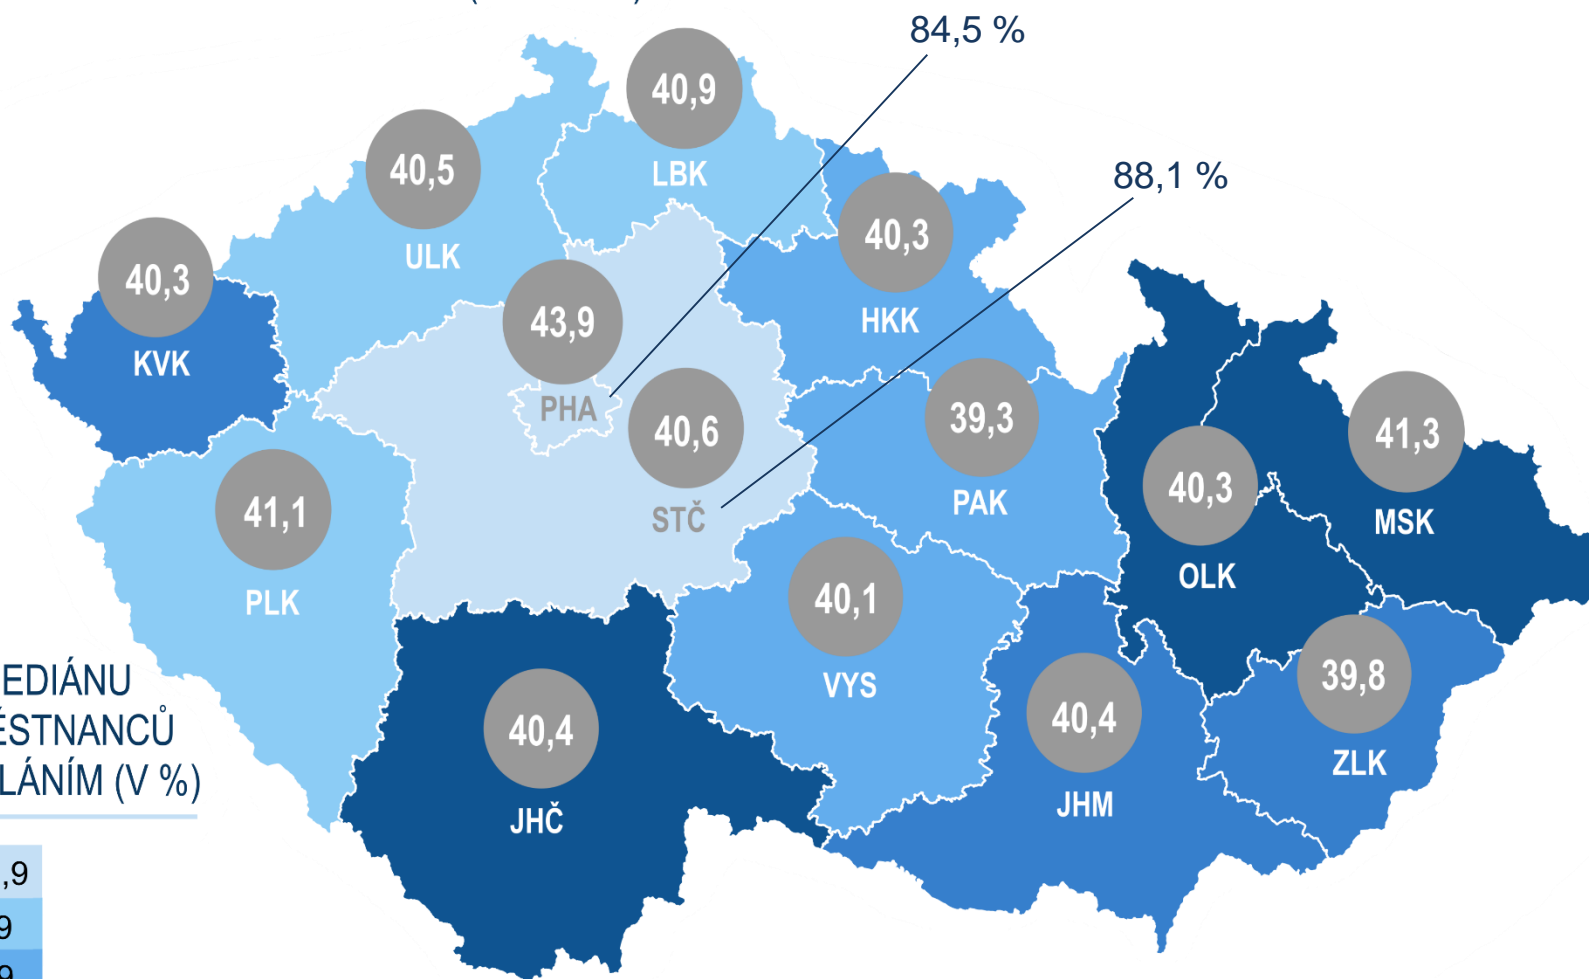 84,5 %
40,9
LBK
40,5
ULK
88,1 %
40,3
HKK
40,3
KVK
43,9
PHA
40,6
STČ
39,3
PAK
41,3
MSK
40,3
OLK
41,1
PLK
40,1
VYS
39,8
ZLK
40,4
JHM
40,4
JHČ
EDIÁNU
ĚSTNANCŮ
LÁNÍM (V %)
,9
9
9